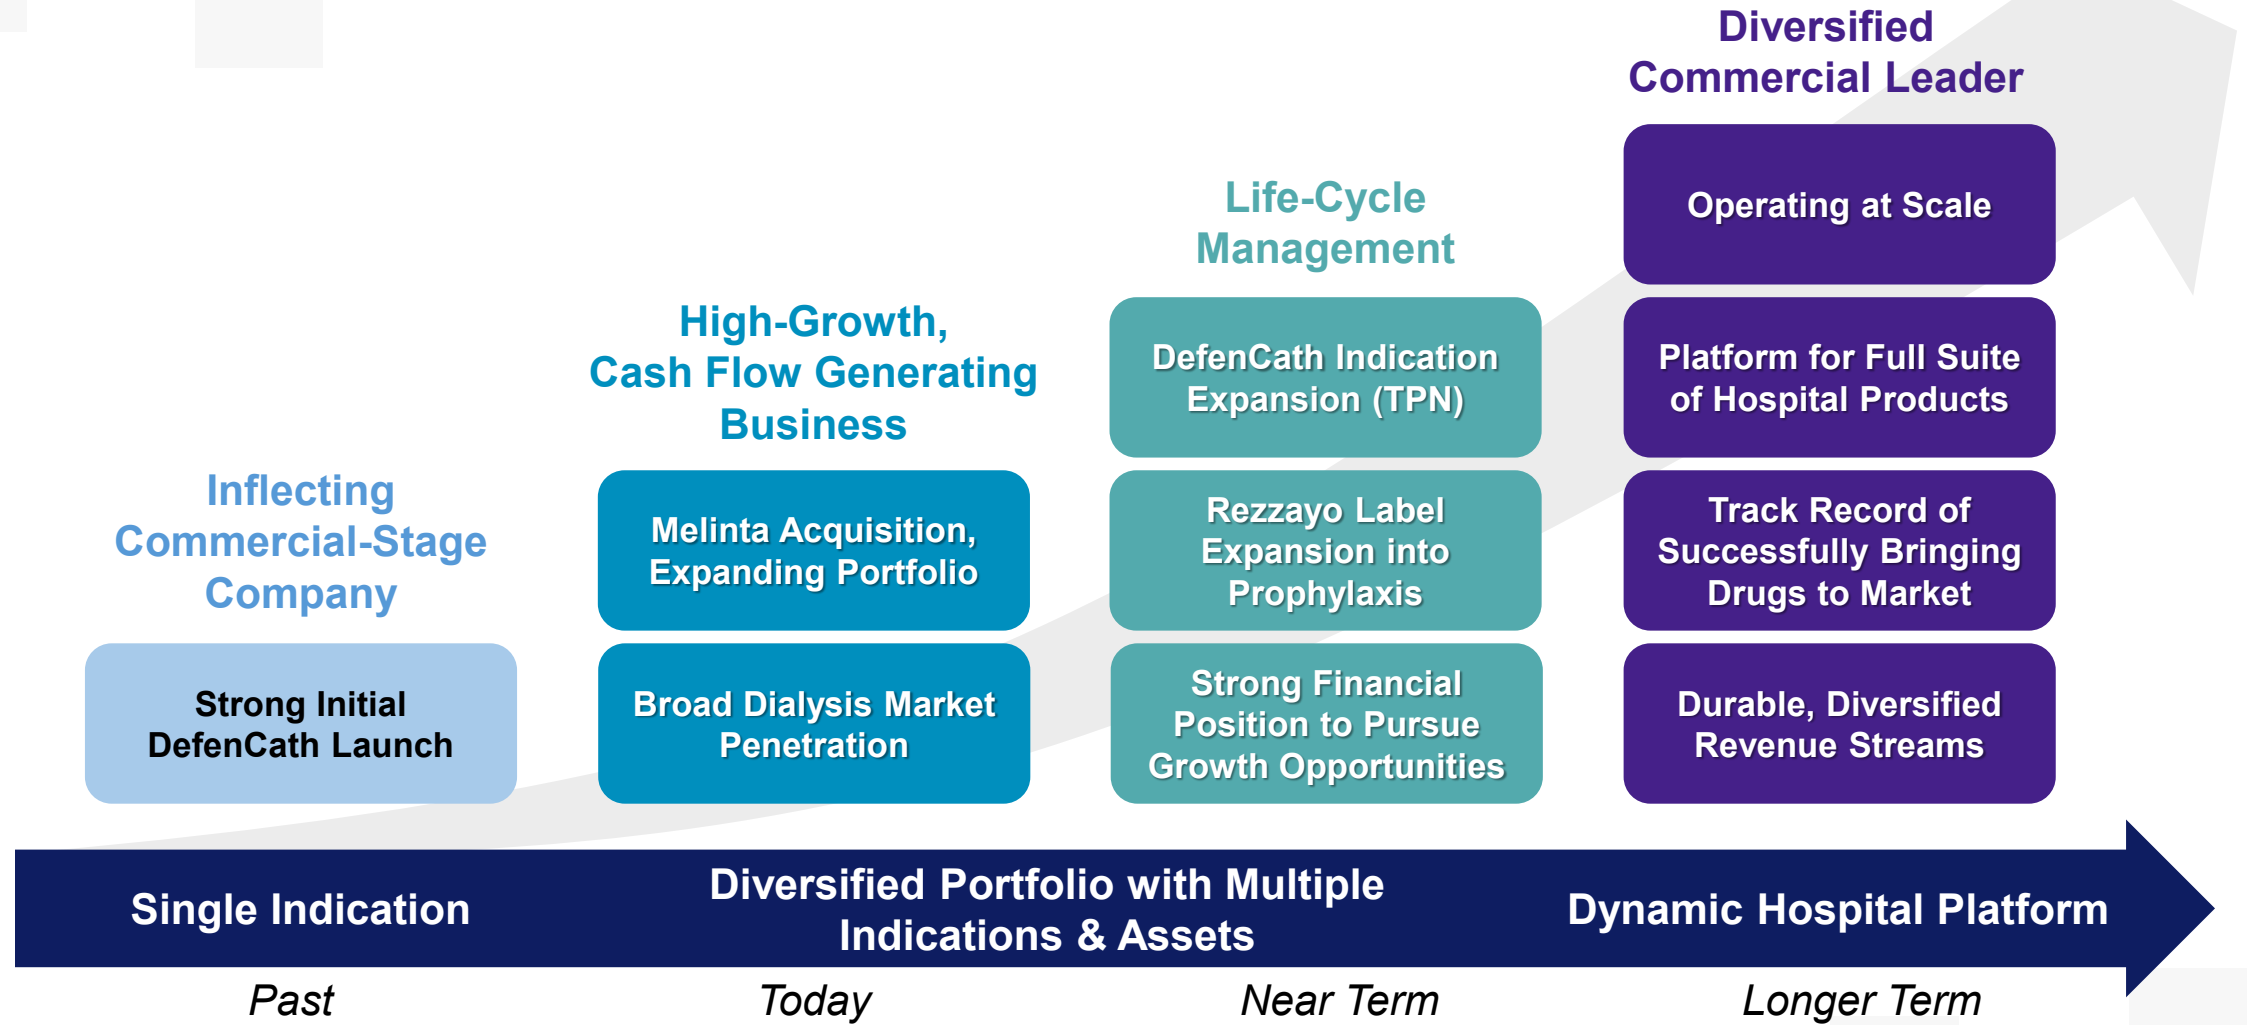 Inflecting
Commercial-Stage
Company
Strong Initial
DefenCath Launch
High-Growth,
Cash Flow Generating
Business
Melinta Acquisition,
Expanding Portfolio
Broad Dialysis Market
Penetration
Life-Cycle
Management
DefenCath Indication
Expansion (TPN)
Rezzayo Label
Expansion into
Prophylaxis
Strong Financial
Position to Pursue
Growth Opportunities
Diversified
Commercial Leader
Operating at Scale
Platform for Full Suite
of Hospital Products
Track Record of
Successfully Bringing
Drugs to Market
Durable, Diversified
Revenue Streams
Single Indication
Diversified Portfolio with Multiple
Indications & Assets
Dynamic Hospital Platform
Past
Today
Near Term
Longer Term